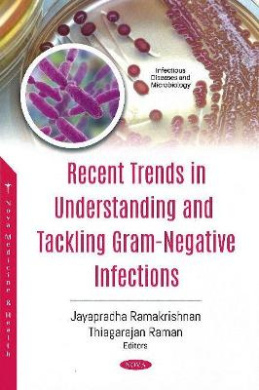 Infectious
Diseases and
Microbiology
Recent Trends in
Understanding and
Tackling Gram-Negative
Infections
Jayapradha Ramakrishnan
Thiagarajan Raman
Editors
Nova Medicine & Health
NOVA